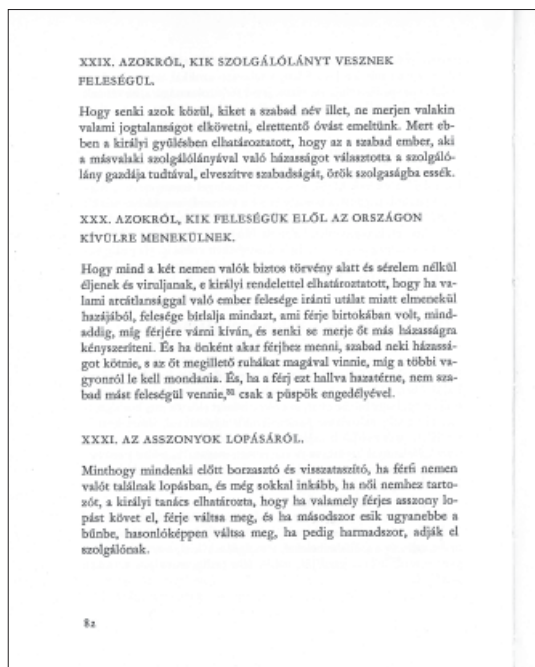 XXIX. AZOKRÓL, KIK SZOLGÁLÓLÁNYT VESZNEK
FELESÉGÜL.
Hogy senki azok közül, kiket a szabad név illet, ne merjen valakin
valami jogtalanságot elkövetni, elrettentő óvást emeltünk. Mert eb-
ben a királyi gyűlésben elhatároztatott, hogy az a szabad ember, aki
a másvalaki szolgálólányával való házasságot választotta a szolgáló-
lány gazdája tudtával, elveszítve szabadságát, örök szolgaságba essék.
XXX. AZOKRÓL, KIK FELESÉGÜK ELŐL AZ ORSZÁGON
KÍVÜLRE MENEKÜLNEK.
Hogy mind a két nemen valók biztos törvény alatt és sérelem nélkül
éljenek és viruljanak, e királyi rendelettel elhatároztatott, hogy ha va-
lami arcátlansággal való ember felesége iránti utálat miatt elmenekül
hazájából, felesége bírlalja mindazt, ami férje birtokában volt, mind-
addig, míg férjére várni kíván, és senki se merje őt más házasságra
kényszeríteni. És ha önként akar férjhez menni, szabad neki házassá-
got kötnie, s az őt megillető ruhákat magával vinnie, míg a többi va-
gyonról le kell mondania. És, ha a férj ezt hallva hazatérne, nem sza-
bad mást feleségül vennie, csak a püspök engedélyével.
XXXI. AZ ASSZONYOK LOPÁSÁRÓL.
Minthogy mindenki előtt borzasztó és visszataszító, ha férfi nemen
valót találnak lopásban, és még sokkal inkább, ha női nemhez tarto-
zót, a királyi tanács elhatározta, hogy ha valamely férjes asszony lo-
pást követ el, férje váltsa meg, és ha másodszor esik ugyanebbe a
bűnbe, hasonlóképpen váltsa meg, ha pedig harmadszor, adják el
szolgálónak.
82